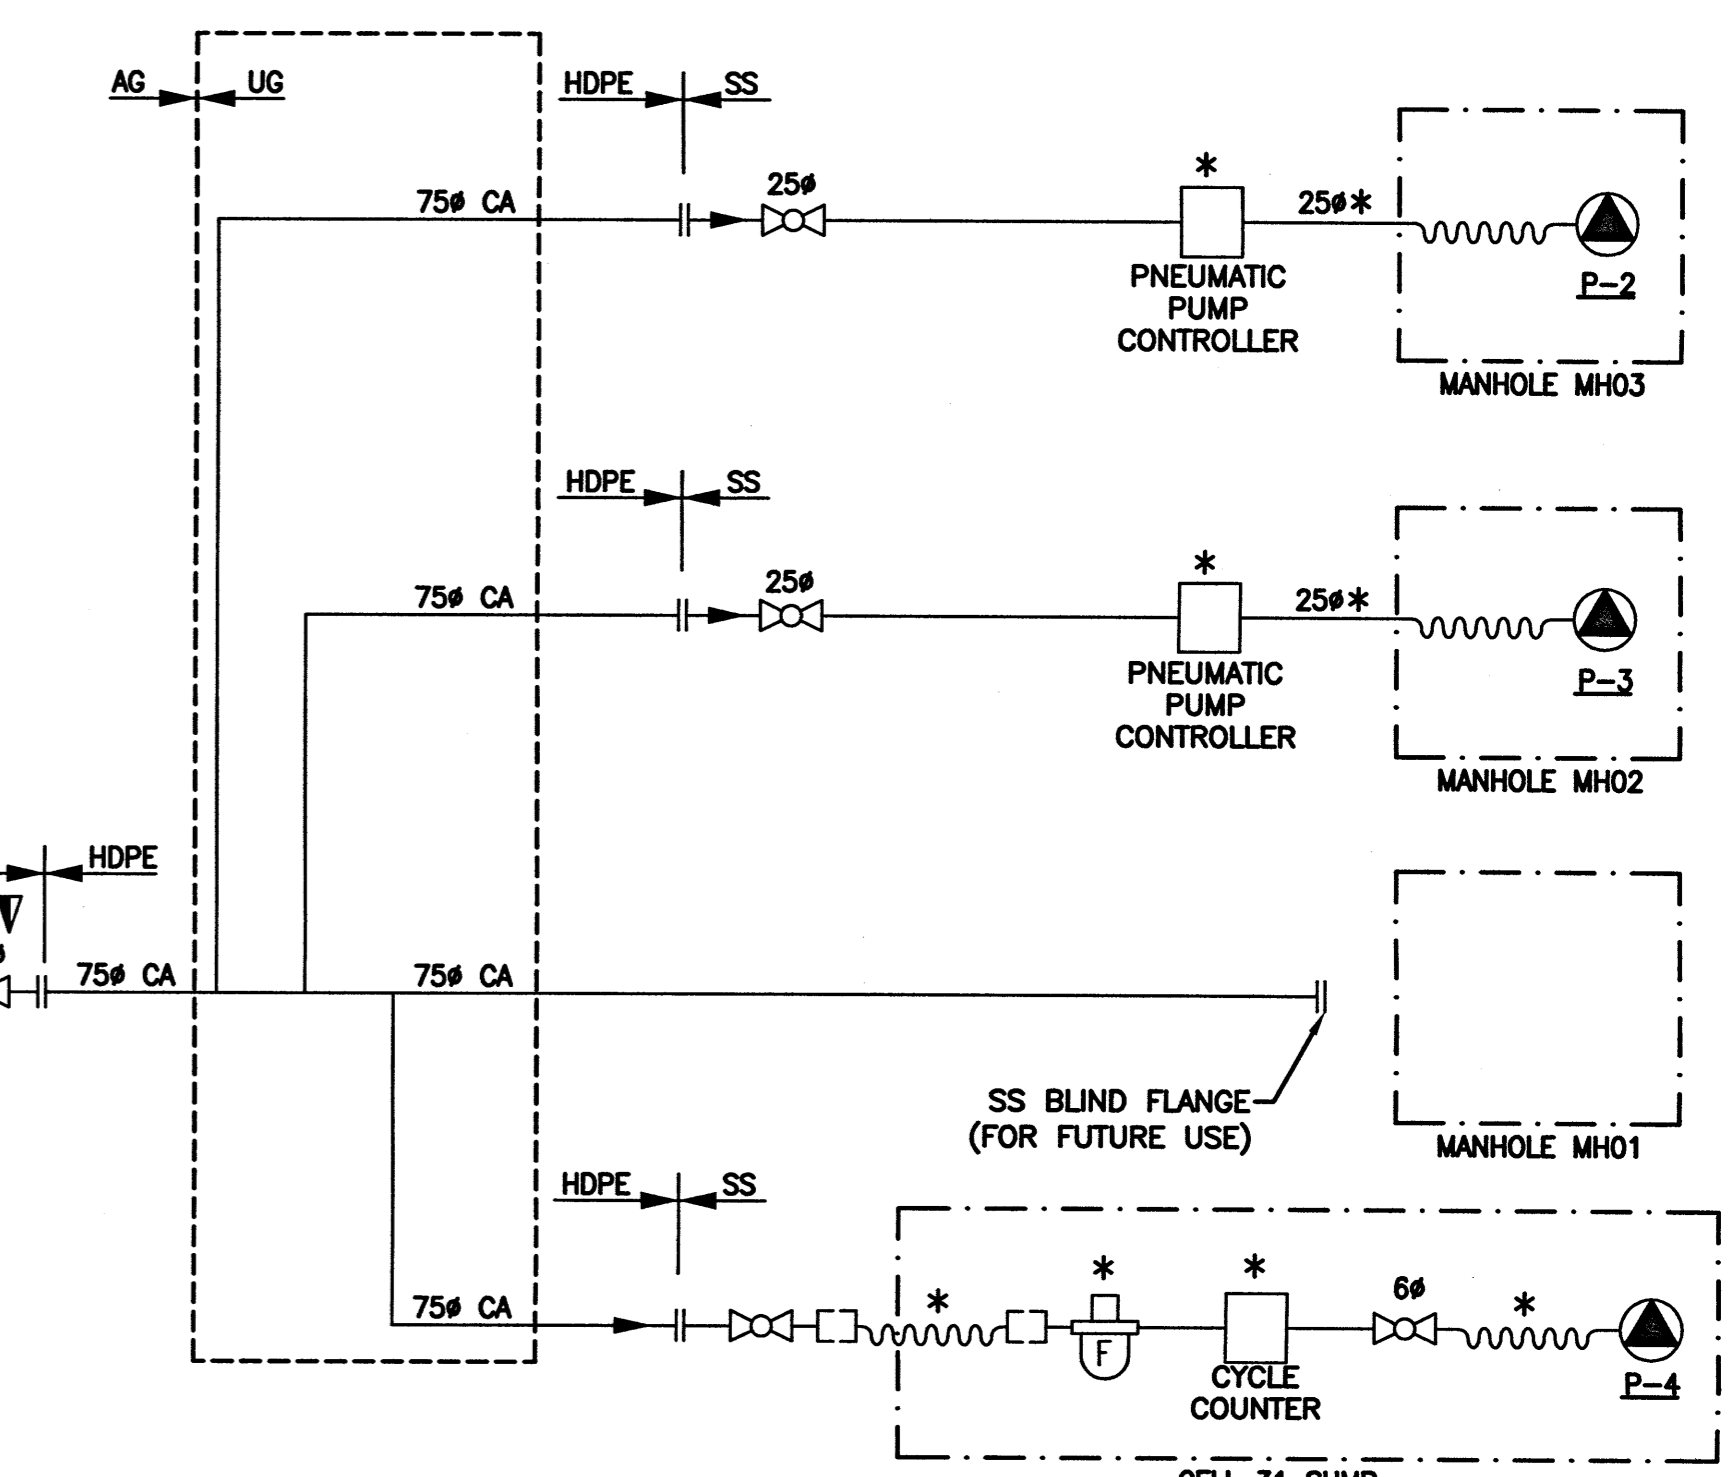 AG UG
HDPE SS
75ø CA
25ø
*
25ø*
PNEUMATIC
PUMP
CONTROLLER
P-2
MANHOLE MH03
HDPE SS
75ø CA
25ø
*
25ø*
PNEUMATIC
PUMP
CONTROLLER
P-3
MANHOLE MH02
HDPE
75ø CA
75ø CA
SS BLIND FLANGE
(FOR FUTURE USE)
MANHOLE MH01
HDPE SS
75ø CA
*
*
F
*
CYCLE
COUNTER
6ø
*
P-4